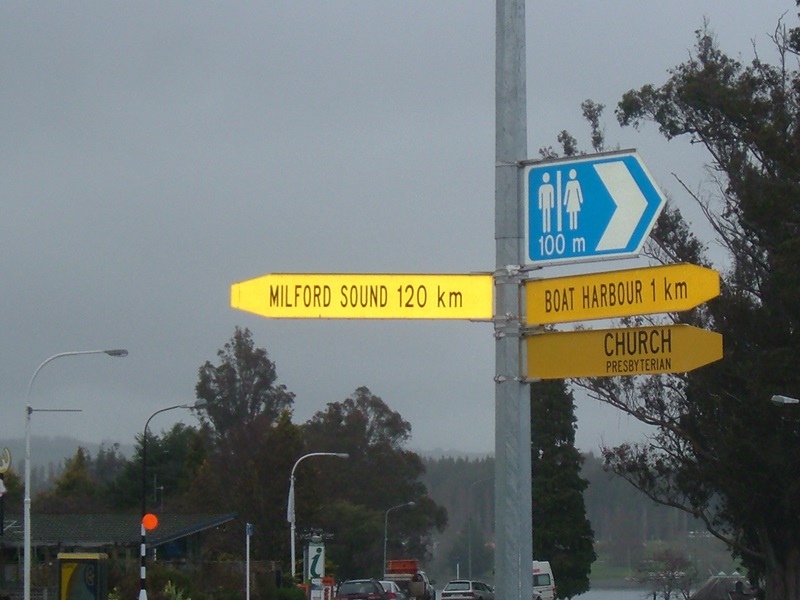 100 m
MILFORD SOUND 120 km
BOAT HARBOUR 1 km
CHURCH
PRESBYTERIAN
i